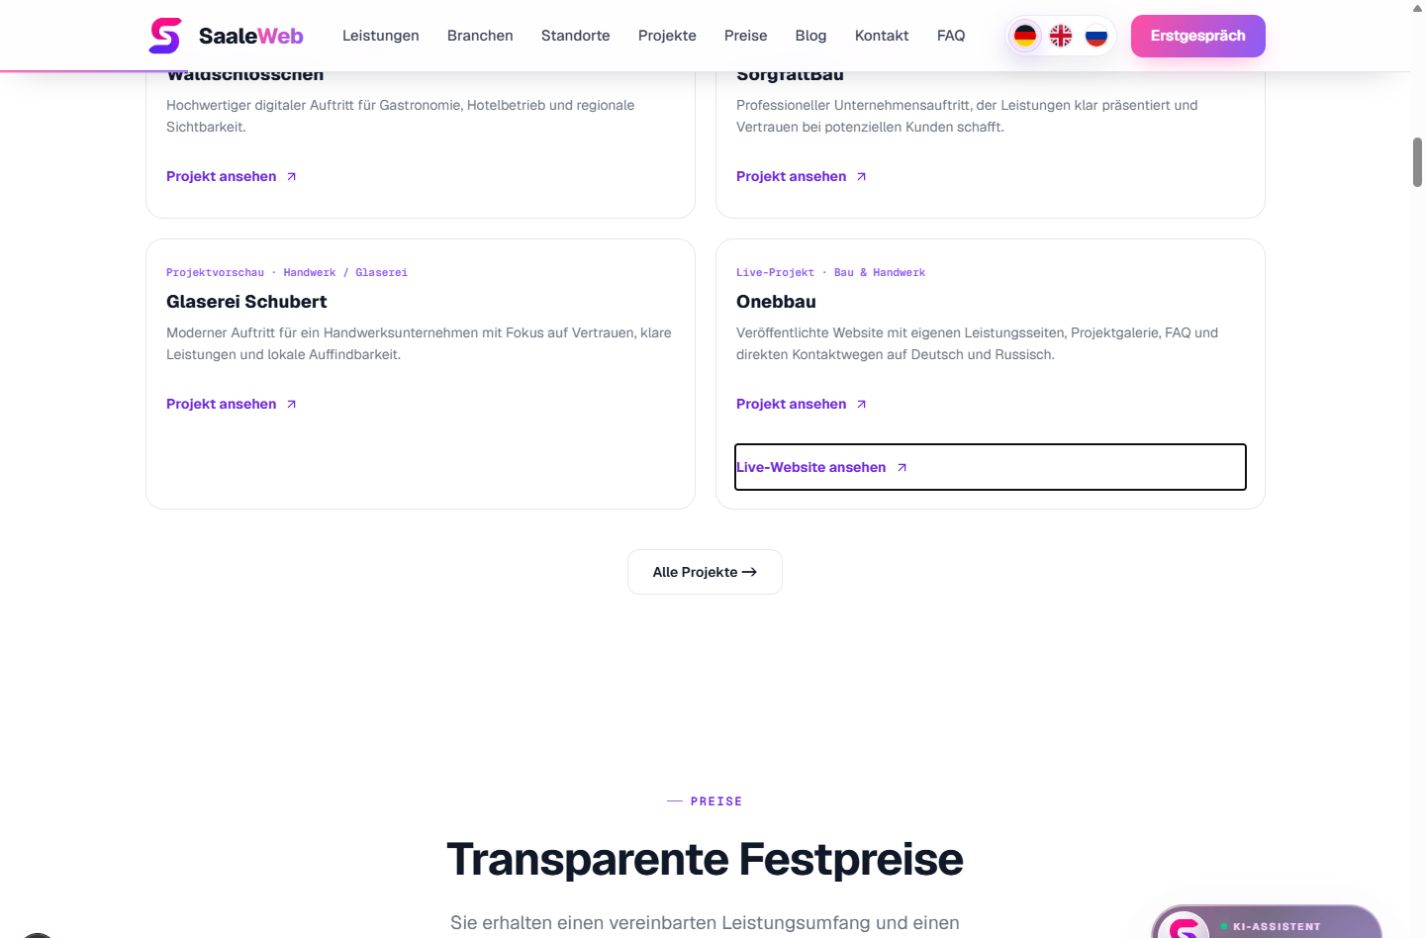 SaaleWeb
Leistungen
Branchen
Standorte
Projekte
Preise
Blog
Kontakt
FAQ
Erstgespräch
Waldschlösschen
Hochwertiger digitaler Auftritt für Gastronomie, Hotelbetrieb und regionale
Sichtbarkeit.
Projekt ansehen
SorgfaltBau
Professioneller Unternehmensauftritt, der Leistungen klar präsentiert und
Vertrauen bei potenziellen Kunden schafft.
Projekt ansehen
Projektvorschau · Handwerk / Glaserei
Glaserei Schubert
Moderner Auftritt für ein Handwerksunternehmen mit Fokus auf Vertrauen, klare
Leistungen und lokale Auffindbarkeit.
Projekt ansehen
Live-Projekt · Bau & Handwerk
Onebbau
Veröffentlichte Website mit eigenen Leistungsseiten, Projektgalerie, FAQ und
direkten Kontaktwegen auf Deutsch und Russisch.
Projekt ansehen
Live-Website ansehen
Alle Projekte →
— PREISE
Transparente Festpreise
Sie erhalten einen vereinbarten Leistungsumfang und einen
KI-ASSISTENT